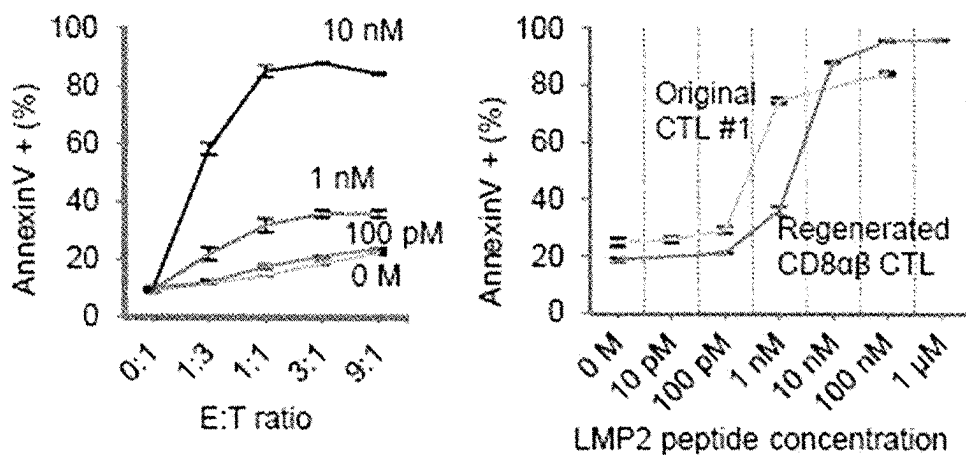 AnnexinV + (%)
100
80
60
40
20
0
10 nM
1 nM
100 pM
0 M
0:1
1:3
1:1
3:1
9:1
E:T ratio
AnnexinV + (%)
100
80
60
40
20
0
Original
CTL #1
Regenerated
CD8αβ CTL
0 M
10 pM
100 pM
1 nM
10 nM
100 nM
1 μM
LMP2 peptide concentration